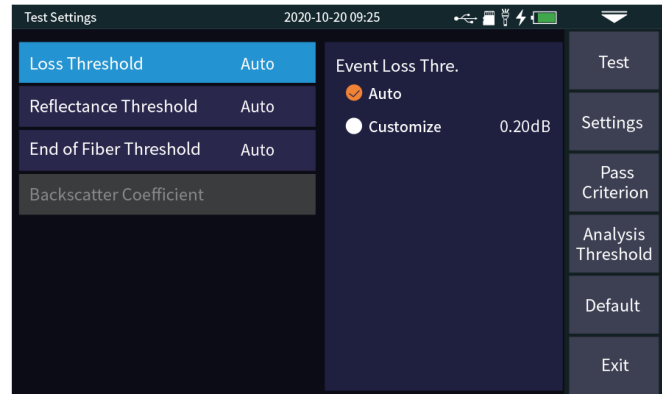 Test Settings 2020-10-20 09:25
Loss Threshold Auto
Reflectance Threshold Auto
End of Fiber Threshold Auto
Backscatter Coefficient
Event Loss Thre.
Auto
Customize 0.20dB
Test
Settings
Pass
Criterion
Analysis
Threshold
Default
Exit